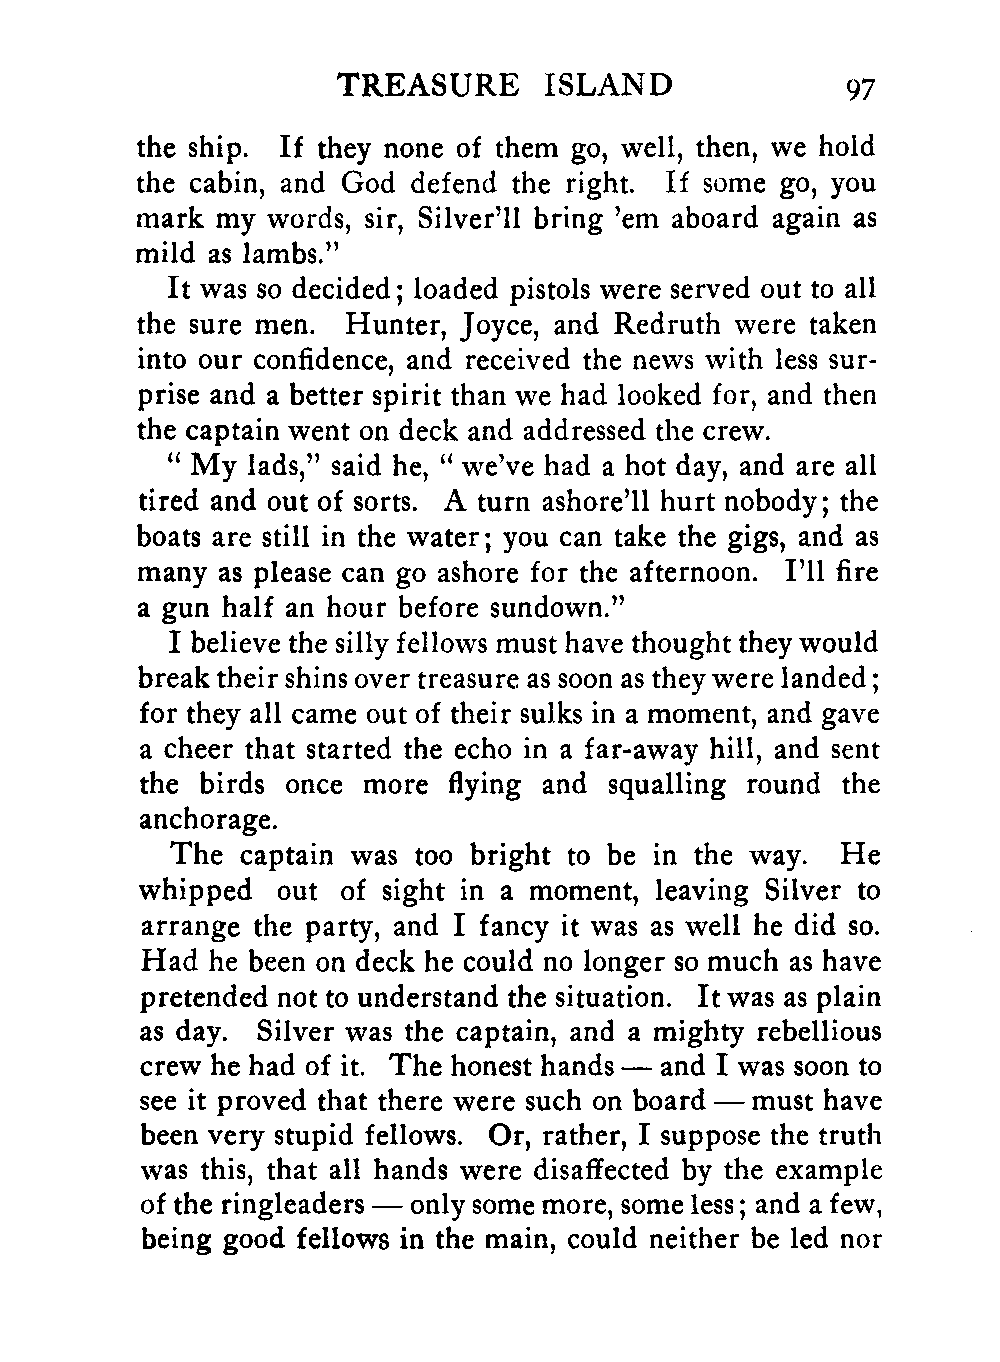 TREASURE ISLAND 97
the ship. If they none of them go, well, then, we hold
the cabin, and God defend the right. If some go, you
mark my words, sir, Silver'll bring 'em aboard again as
mild as lambs."
It was so decided; loaded pistols were served out to all
the sure men. Hunter, Joyce, and Redruth were taken
into our confidence, and received the news with less sur-
prise and a better spirit than we had looked for, and then
the captain went on deck and addressed the crew.
"My lads," said he, "we've had a hot day, and are all
tired and out of sorts. A turn ashore'll hurt nobody; the
boats are still in the water; you can take the gigs, and as
many as please can go ashore for the afternoon. I'll fire
a gun half an hour before sundown."
I believe the silly fellows must have thought they would
break their shins over treasure as soon as they were landed;
for they all came out of their sulks in a moment, and gave
a cheer that started the echo in a far-away hill, and sent
the birds once more flying and squalling round the
anchorage.
The captain was too bright to be in the way. He
whipped out of sight in a moment, leaving Silver to
arrange the party, and I fancy it was as well he did so.
Had he been on deck he could no longer so much as have
pretended not to understand the situation. It was as plain
as day. Silver was the captain, and a mighty rebellious
crew he had of it. The honest hands — and I was soon to
see it proved that there were such on board — must have
been very stupid fellows. Or, rather, I suppose the truth
was this, that all hands were disaffected by the example
of the ringleaders — only some more, some less; and a few,
being good fellows in the main, could neither be led nor